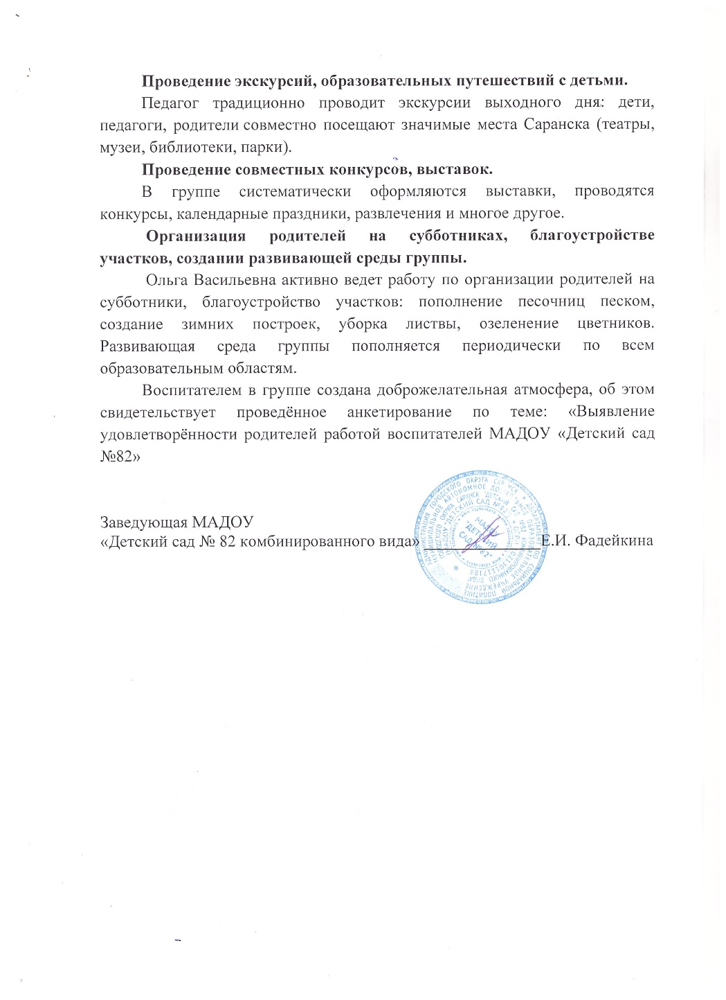 Проведение экскурсий, образовательных путешествий с детьми.
Педагог традиционно проводит экскурсии выходного дня: дети,
педагоги, родители совместно посещают значимые места Саранска (театры,
музеи, библиотеки, парки).
Проведение совместных конкурсов, выставок.
В группе систематически оформляются выставки, проводятся
конкурсы, календарные праздники, развлечения и многое другое.
Организация родителей на субботниках, благоустройстве
участков, создании развивающей среды группы.
Ольга Васильевна активно ведет работу по организации родителей на
субботники, благоустройство участков: пополнение песочниц песком,
создание зимних построек, уборка листвы, озеленение цветников.
Развивающая среда группы пополняется периодически по всем
образовательным областям.
Воспитателем в группе создана доброжелательная атмосфера, об этом
свидетельствует проведённое анкетирование по теме: «Выявление
удовлетворённости родителей работой воспитателей МАДОУ «Детский сад
№82»
Заведующая МАДОУ
«Детский сад № 82 комбинированного вида»______________Е.И. Фадейкина
МАДОУ
"ДЕТСКИЙ
САД №82"